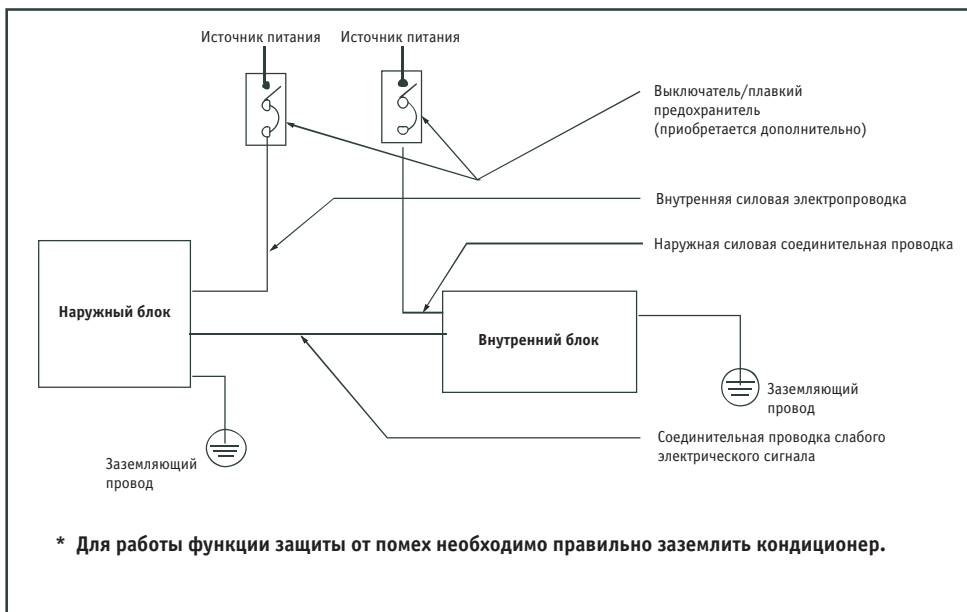 Источник питания
Источник питания
Выключатель/плавкий
предохранитель
(приобретается дополнительно)
Внутренняя силовая электропроводка
Наружная силовая соединительная проводка
Наружный блок
Внутренний блок
Заземляющий
провод
Соединительная проводка слабого
электрического сигнала
Заземляющий
провод
* Для работы функции защиты от помех необходимо правильно заземлить кондиционер.